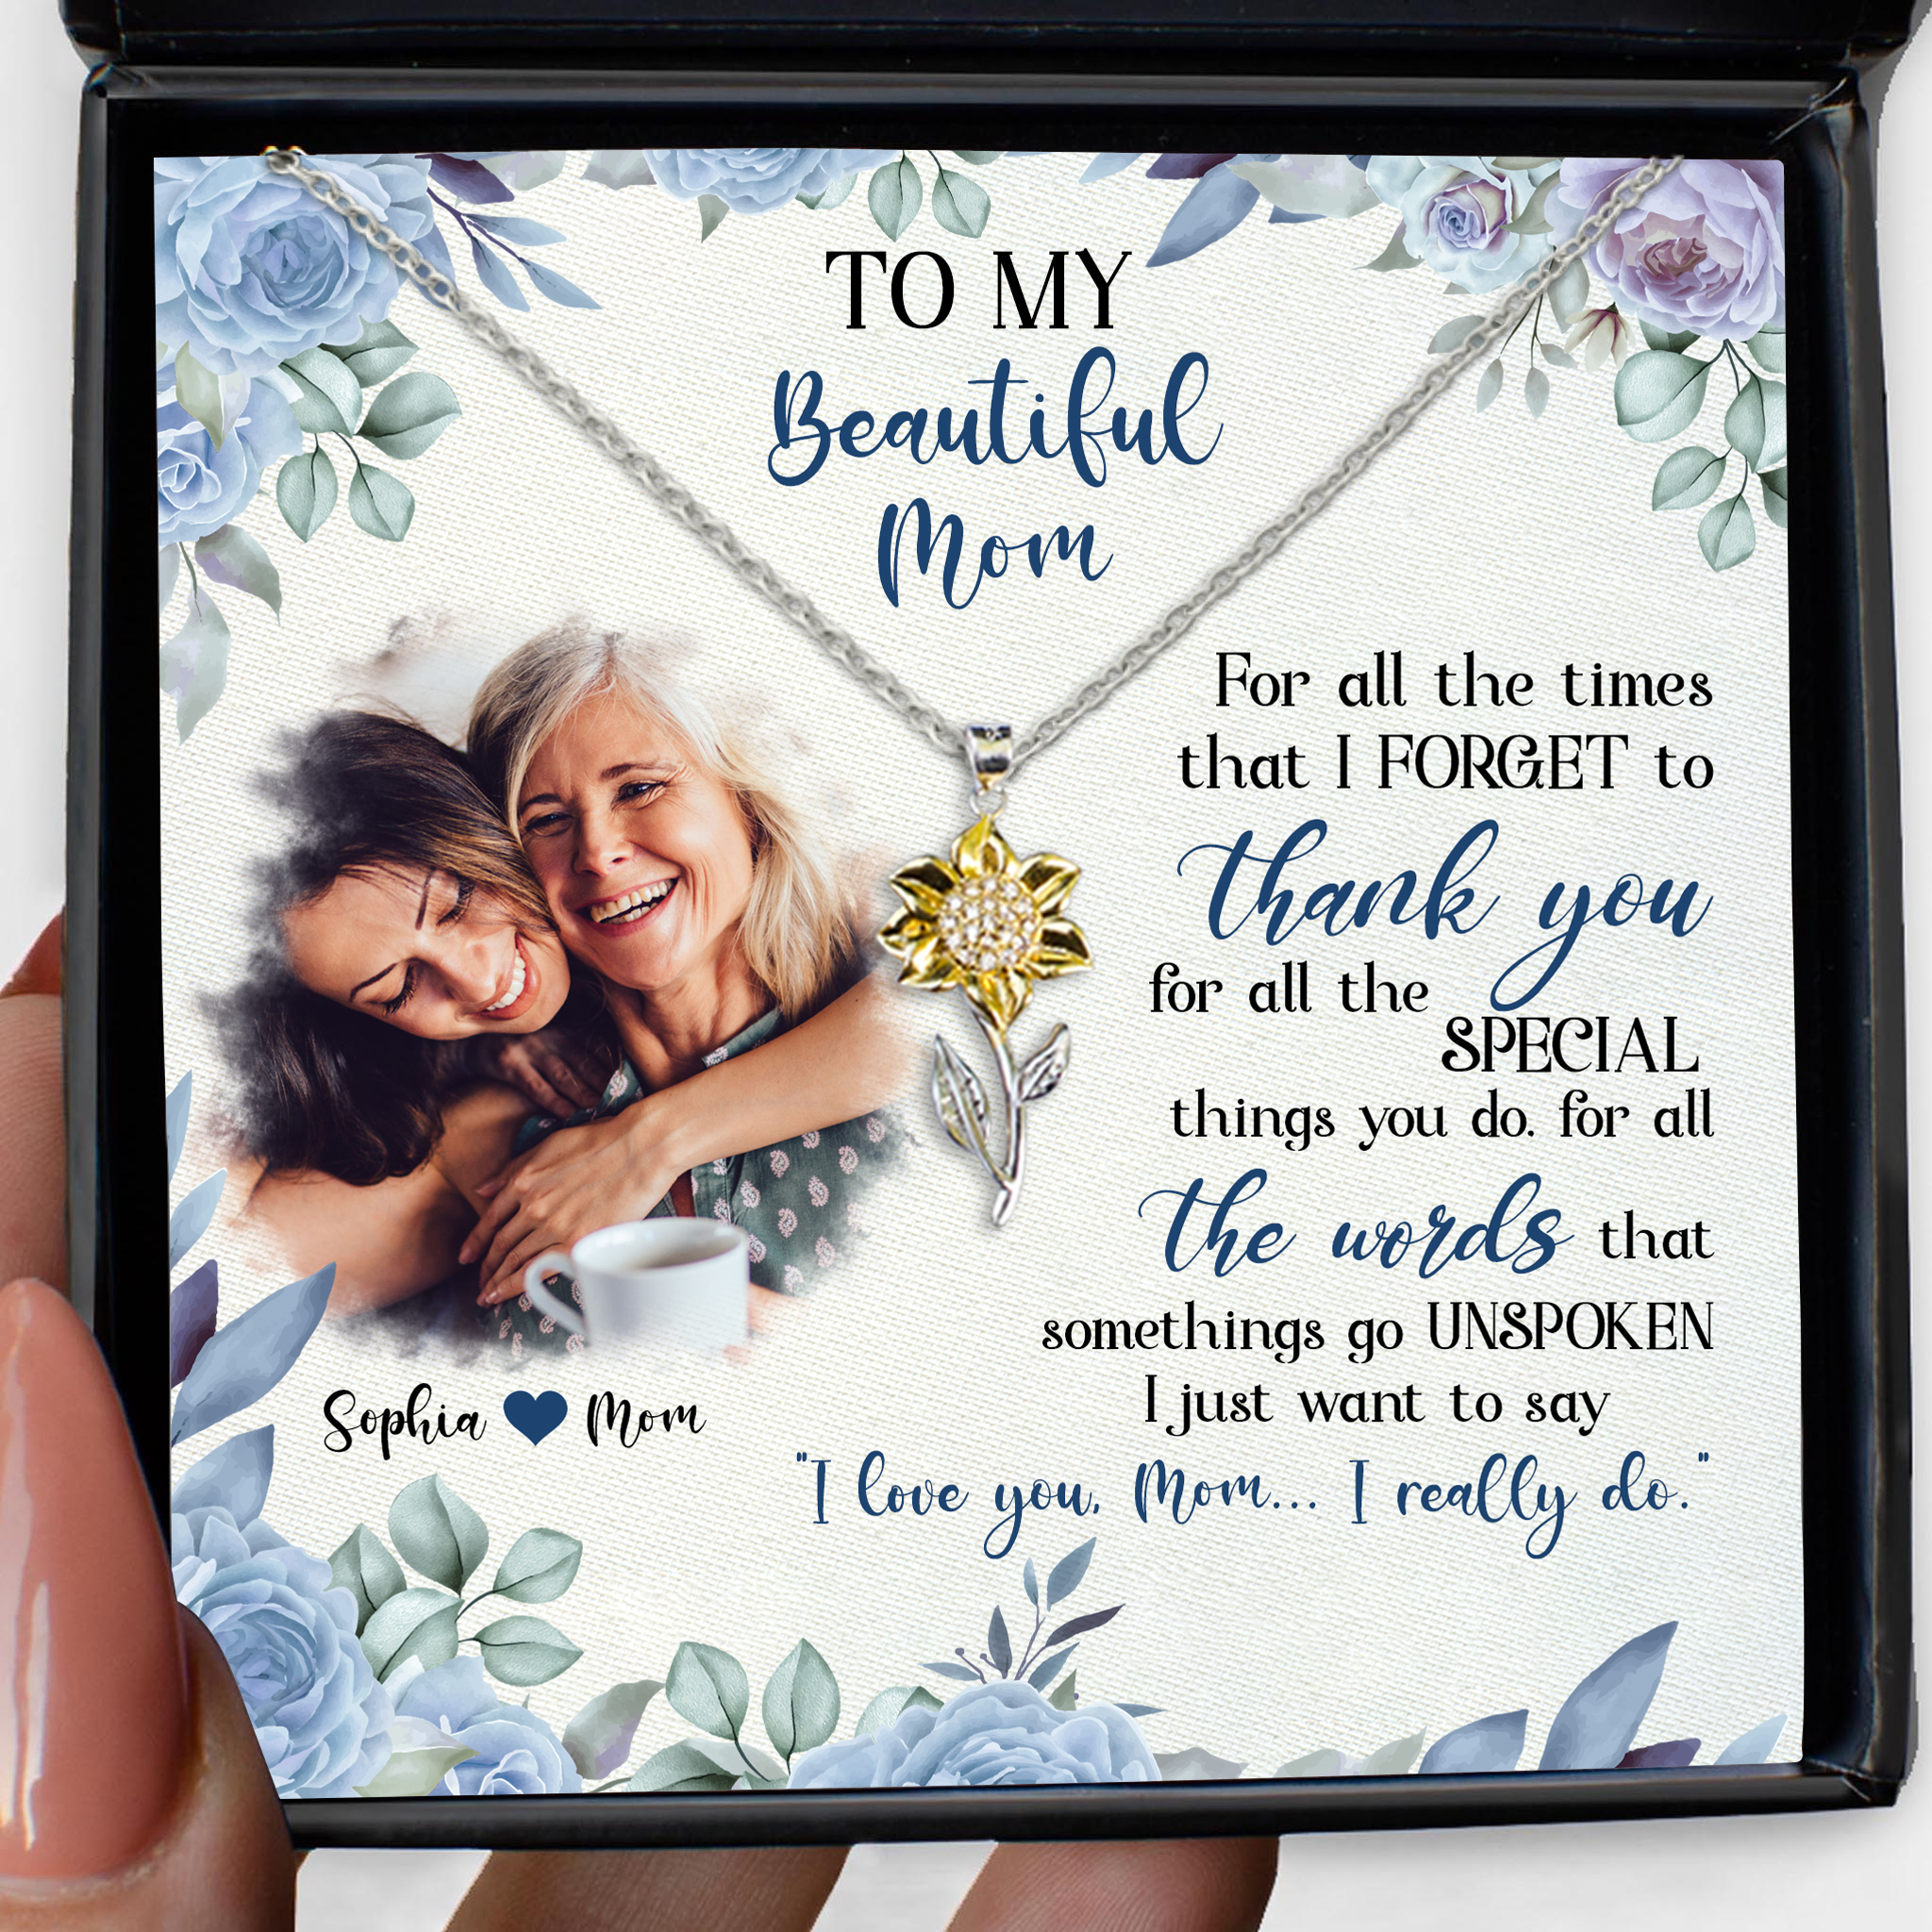 TO MY
Beautiful
Mom
For all the times
that I FORGET to
thank you
for all the
SPECIAL
things you do. for all
the words that
somethings go UNSPOKEN
I just want to say
"I love you, Mom... I really do."
Sophia ♥ Mom